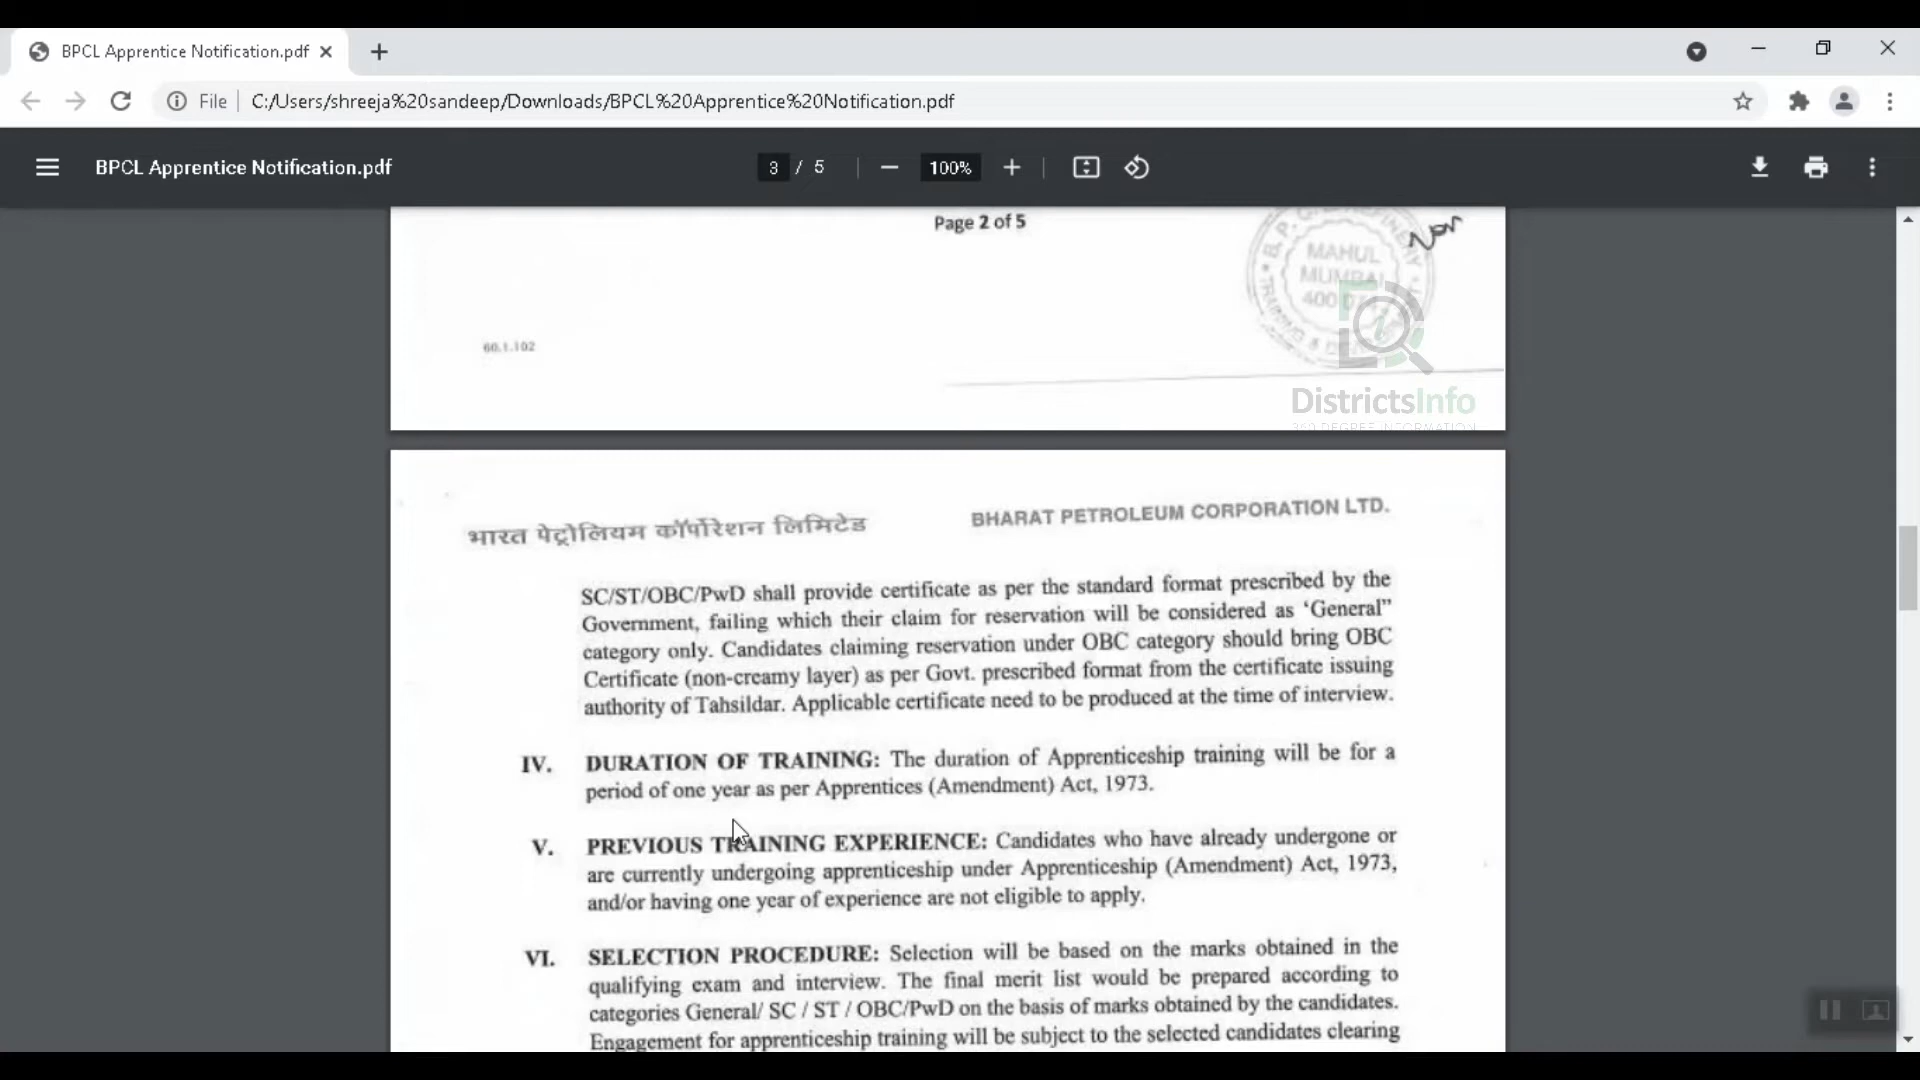 BPCL Apprentice Notification.pdf
File
C:/Users/shreeja%20sandeep/Downloads/BPCL%20Apprentice%20Notification.pdf
BPCL Apprentice Notification.pdf
3 / 5
100%
Page 2 of 5
MAHUL
MUMBAI
400
60.1.102
DistrictsInfo
360 DEGREE INFORMATION
भारत पेट्रोलियम कॉर्पोरेशन लिमिटेड
BHARAT PETROLEUM CORPORATION LTD.
SC/ST/OBC/PwD shall provide certificate as per the standard format prescribed by the
Government, failing which their claim for reservation will be considered as ‘General”
category only. Candidates claiming reservation under OBC category should bring OBC
Certificate (non-creamy layer) as per Govt. prescribed format from the certificate issuing
authority of Tahsildar. Applicable certificate need to be produced at the time of interview.
IV. DURATION OF TRAINING: The duration of Apprenticeship training will be for a
period of one year as per Apprentices (Amendment) Act, 1973.
V. PREVIOUS TRAINING EXPERIENCE: Candidates who have already undergone or
are currently undergoing apprenticeship under Apprenticeship (Amendment) Act, 1973,
and/or having one year of experience are not eligible to apply.
VI. SELECTION PROCEDURE: Selection will be based on the marks obtained in the
qualifying exam and interview. The final merit list would be prepared according to
categories General/ SC / ST / OBC/PwD on the basis of marks obtained by the candidates.
Engagement for apprenticeship training will be subject to the selected candidates clearing